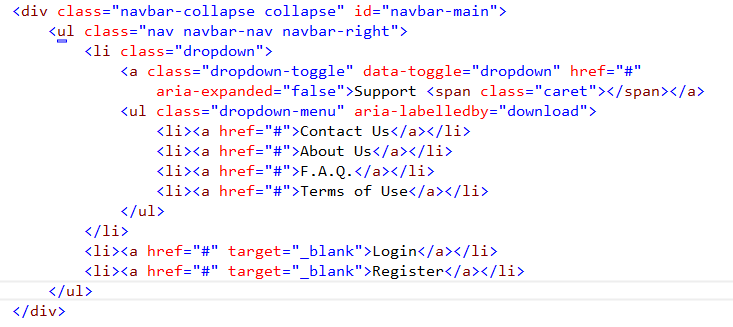 <div class="navbar-collapse collapse" id="navbar-main">
    <ul class="nav navbar-nav navbar-right">
        <li class="dropdown">
            <a class="dropdown-toggle" data-toggle="dropdown" href="#"
                aria-expanded="false">Support <span class="caret"></span></a>
            <ul class="dropdown-menu" aria-labelledby="download">
                <li><a href="#">Contact Us</a></li>
                <li><a href="#">About Us</a></li>
                <li><a href="#">F.A.Q.</a></li>
                <li><a href="#">Terms of Use</a></li>
            </ul>
        </li>
        <li><a href="#" target="_blank">Login</a></li>
        <li><a href="#" target="_blank">Register</a></li>
    </ul>
</div>